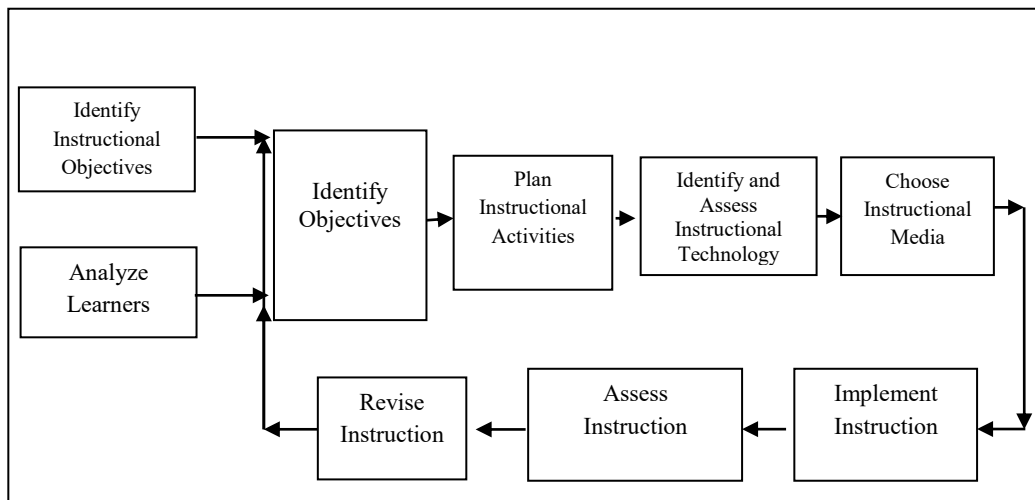 Identify
Instructional
Objectives
Analyze
Learners
Identify
Objectives
Plan
Instructional
Activities
Identify and
Assess
Instructional
Technology
Choose
Instructional
Media
Implement
Instruction
Assess
Instruction
Revise
Instruction